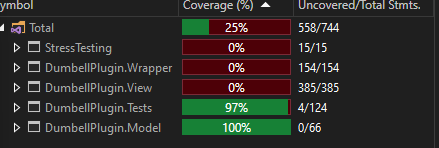 Symbol Coverage (%) Uncovered/Total Stmts.
Total 25% 558/744
StressTesting 0% 15/15
DumbellPlugin.Wrapper 0% 154/154
DumbellPlugin.View 0% 385/385
DumbellPlugin.Tests 97% 4/124
DumbellPlugin.Model 100% 0/66